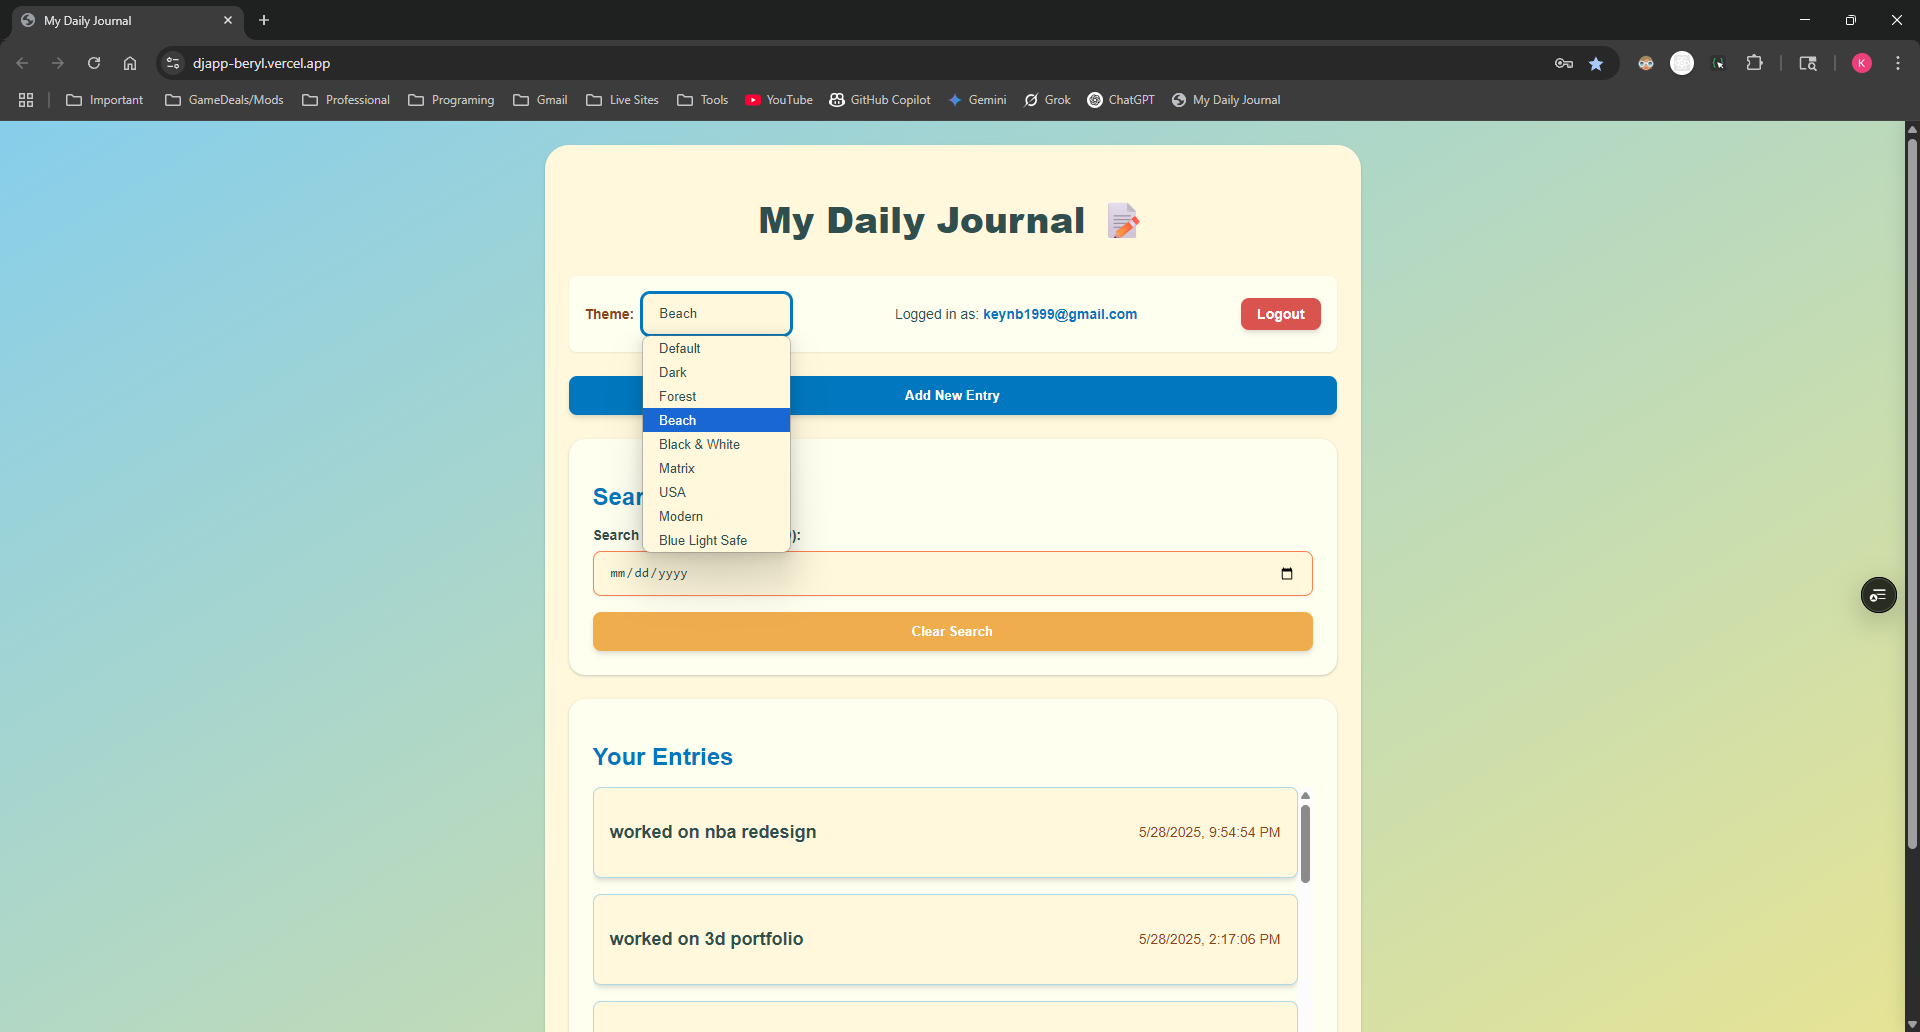 My Daily Journal
djapp-beryl.vercel.app
K
Important GameDeals/Mods Professional Programing Gmail Live Sites Tools YouTube GitHub Copilot Gemini Grok ChatGPT My Daily Journal
My Daily Journal
Theme: Beach Logged in as: keynb1999@gmail.com Logout
Default
Dark
Forest
Beach
Black & White
Matrix
USA
Modern
Blue Light Safe
Add New Entry
Sear
Search ):
mm/dd/yyyy
Clear Search
Your Entries
worked on nba redesign 5/28/2025, 9:54:54 PM
worked on 3d portfolio 5/28/2025, 2:17:06 PM